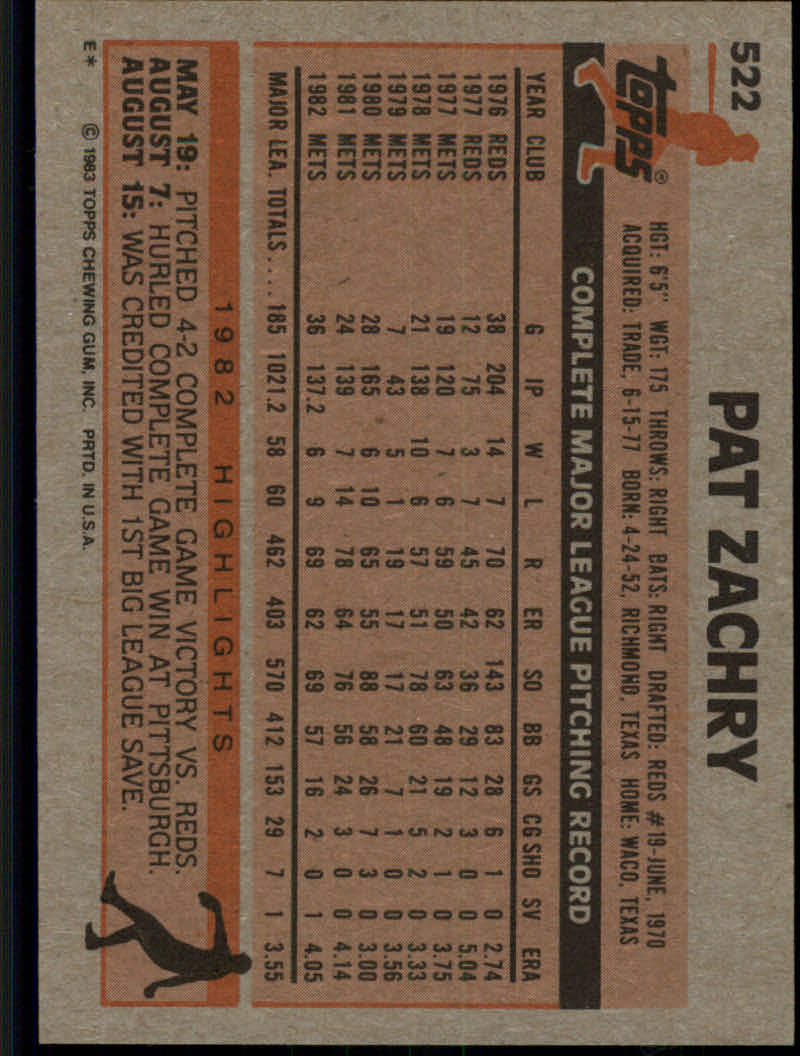 522 PAT ZACHRY
Topps®
HGT: 6'5" WGT: 175 THROWS: RIGHT BATS: RIGHT DRAFTED: REDS #19-JUNE, 1970
ACQUIRED: TRADE, 6-15-77 BORN: 4-24-52, RICHMOND, TEXAS HOME: WACO, TEXAS
COMPLETE MAJOR LEAGUE PITCHING RECORD
YEAR CLUB G IP W L R ER SO BB GS CG SHO SV ERA
1976 REDS 38 204 14 7 70 62 143 83 28 6 1 0 2.74
1977 REDS 12 75 3 7 45 42 36 29 12 3 0 0 5.04
1977 METS 19 120 7 6 59 50 63 48 19 2 1 0 3.75
1978 METS 21 138 10 6 57 51 78 60 21 5 2 0 3.33
1979 METS 7 43 5 1 19 17 17 21 7 1 0 0 3.56
1980 METS 28 165 6 10 65 55 88 58 26 7 3 0 3.00
1981 METS 24 139 7 14 78 64 76 56 24 3 0 0 4.14
1982 METS 36 137.2 6 9 69 62 69 57 16 2 0 1 4.05
MAJOR LEA. TOTALS.... 185 1021.2 58 60 462 403 570 412 153 29 7 1 3.55
1982 HIGHLIGHTS
MAY 19: PITCHED 4-2 COMPLETE GAME VICTORY VS. REDS.
AUGUST 7: HURLED COMPLETE GAME WIN AT PITTSBURGH.
AUGUST 15: WAS CREDITED WITH 1ST BIG LEAGUE SAVE.
E* © 1983 TOPPS CHEWING GUM, INC. PRTD. IN U.S.A.